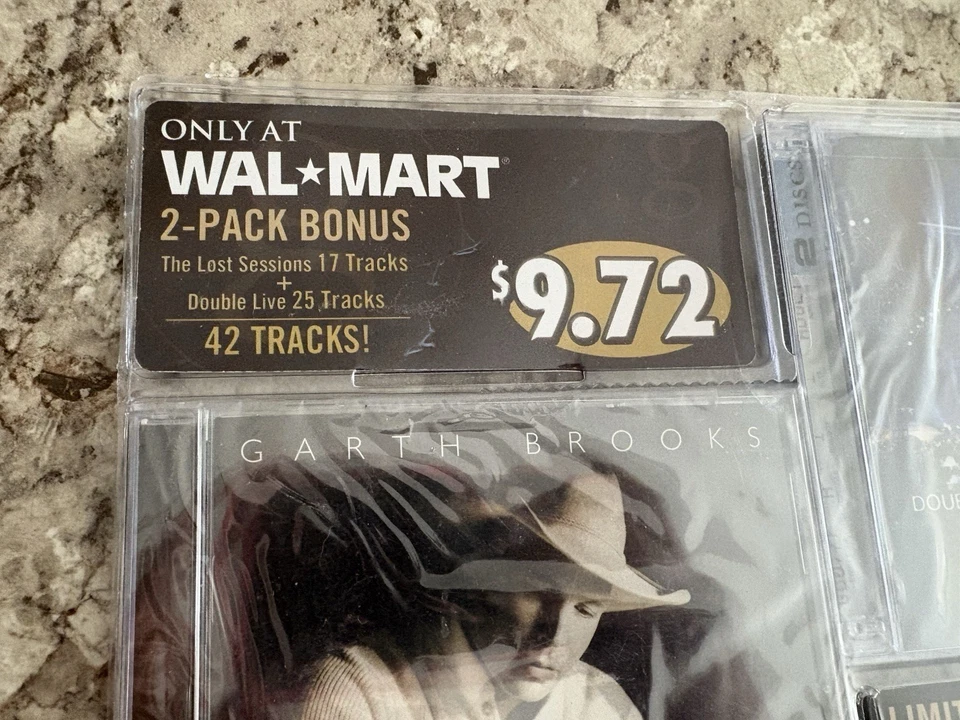 ONLY AT
WAL★MART®
2-PACK BONUS
The Lost Sessions 17 Tracks
+
Double Live 25 Tracks
42 TRACKS!
$9.72
GARTH BROOKS
2 DISCS